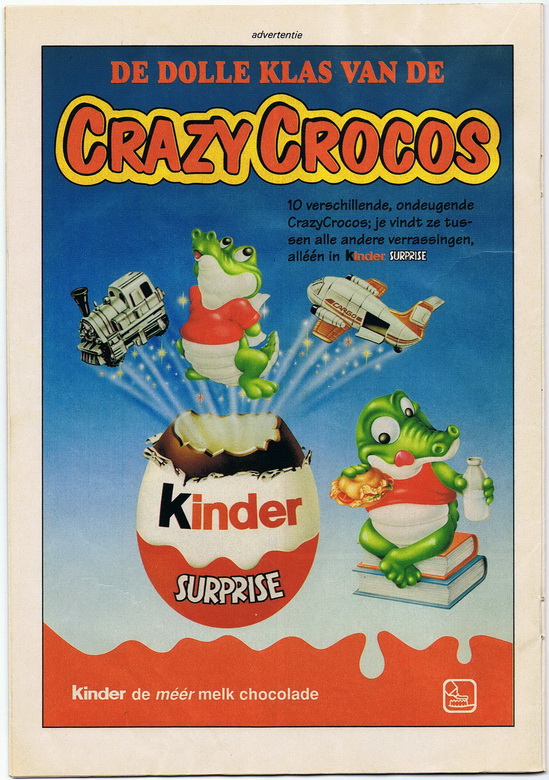 advertentie
DE DOLLE KLAS VAN DE
CRAZY CROCOS
10 verschillende, ondeugende
CrazyCrocos; je vindt ze tus-
sen alle andere verrassingen,
alléén in Kinder SURPRISE
CARGO
Kinder
SURPRISE
Kinder de méér melk chocolade